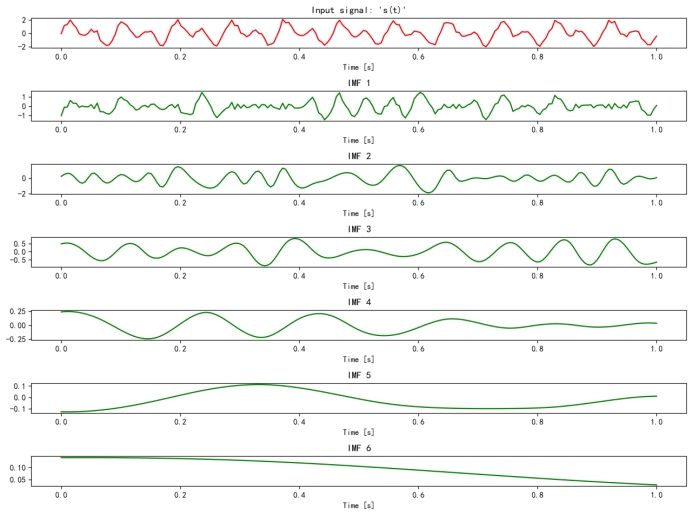 Input signal: 's(t)'
2
0
-2
0.0 0.2 0.4 0.6 0.8 1.0
Time [s]
IMF 1
1
0
-1
0.0 0.2 0.4 0.6 0.8 1.0
Time [s]
IMF 2
0
-2
0.0 0.2 0.4 0.6 0.8 1.0
Time [s]
IMF 3
0.5
0.0
-0.5
0.0 0.2 0.4 0.6 0.8 1.0
Time [s]
IMF 4
0.25
0.00
-0.25
0.0 0.2 0.4 0.6 0.8 1.0
Time [s]
IMF 5
0.1
0.0
-0.1
0.0 0.2 0.4 0.6 0.8 1.0
Time [s]
IMF 6
0.10
0.05
0.0 0.2 0.4 0.6 0.8 1.0
Time [s]